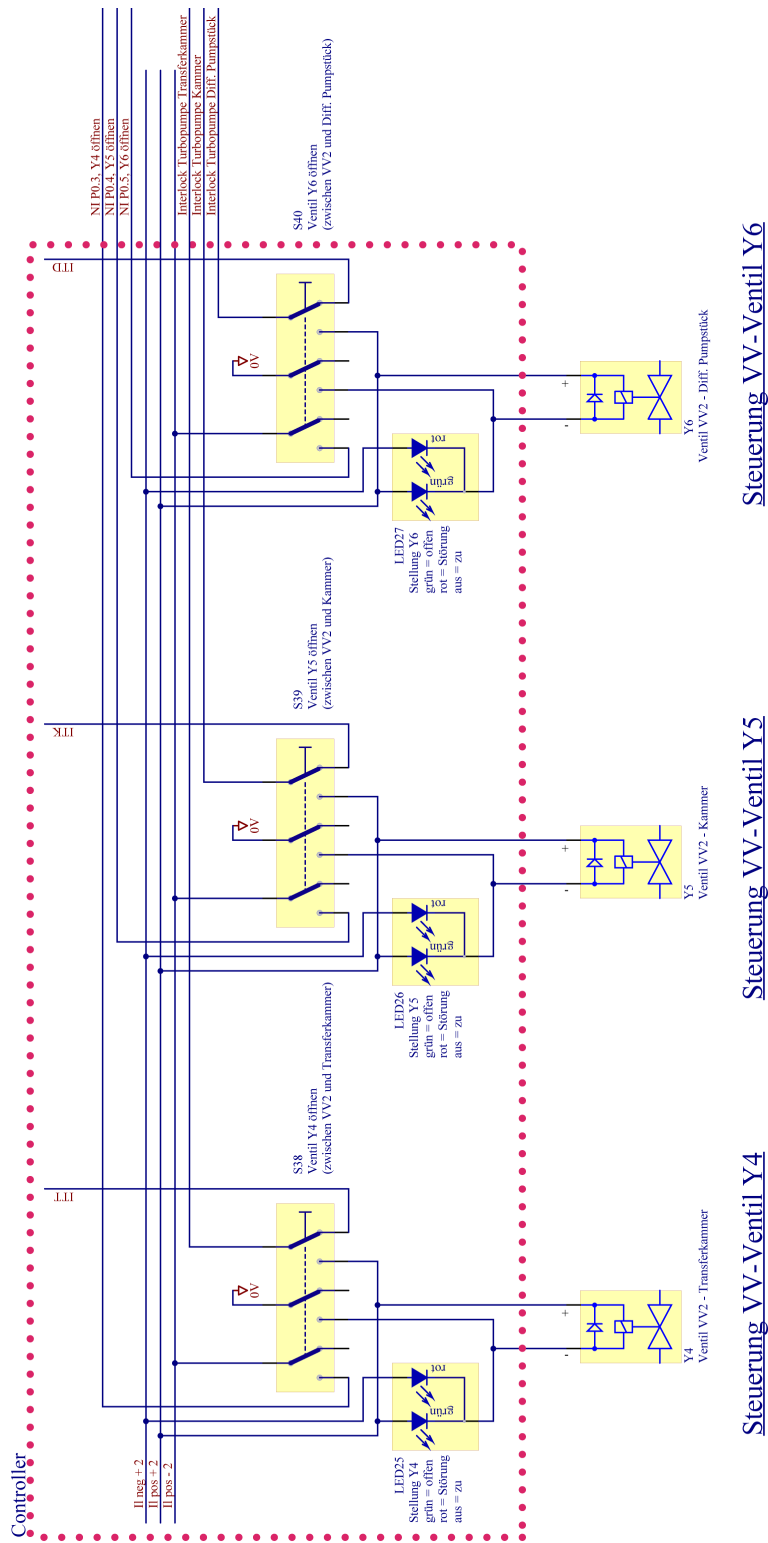 Controller
Il neg + 2
Il pos + 2
Il pos - 2
NI P0.3, Y4 öffnen
NI P0.4, Y5 öffnen
NI P0.5, Y6 öffnen
Interlock Turbopumpe Transferkammer
Interlock Turbopumpe Kammer
Interlock Turbopumpe Diff. Pumpstück
ITT
0V
S38
Ventil Y4 öffnen
(zwischen VV2 und Transferkammer)
LED25
Stellung Y4
grün = offen
rot = Störung
aus = zu
grün
rot
-
+
Y4
Ventil VV2 - Transferkammer
Steuerung VV-Ventil Y4
ITK
0V
S39
Ventil Y5 öffnen
(zwischen VV2 und Kammer)
LED26
Stellung Y5
grün = offen
rot = Störung
aus = zu
grün
rot
-
+
Y5
Ventil VV2 - Kammer
Steuerung VV-Ventil Y5
ITD
0V
S40
Ventil Y6 öffnen
(zwischen VV2 und Diff. Pumpstück)
LED27
Stellung Y6
grün = offen
rot = Störung
aus = zu
grün
rot
-
+
Y6
Ventil VV2 - Diff. Pumpstück
Steuerung VV-Ventil Y6